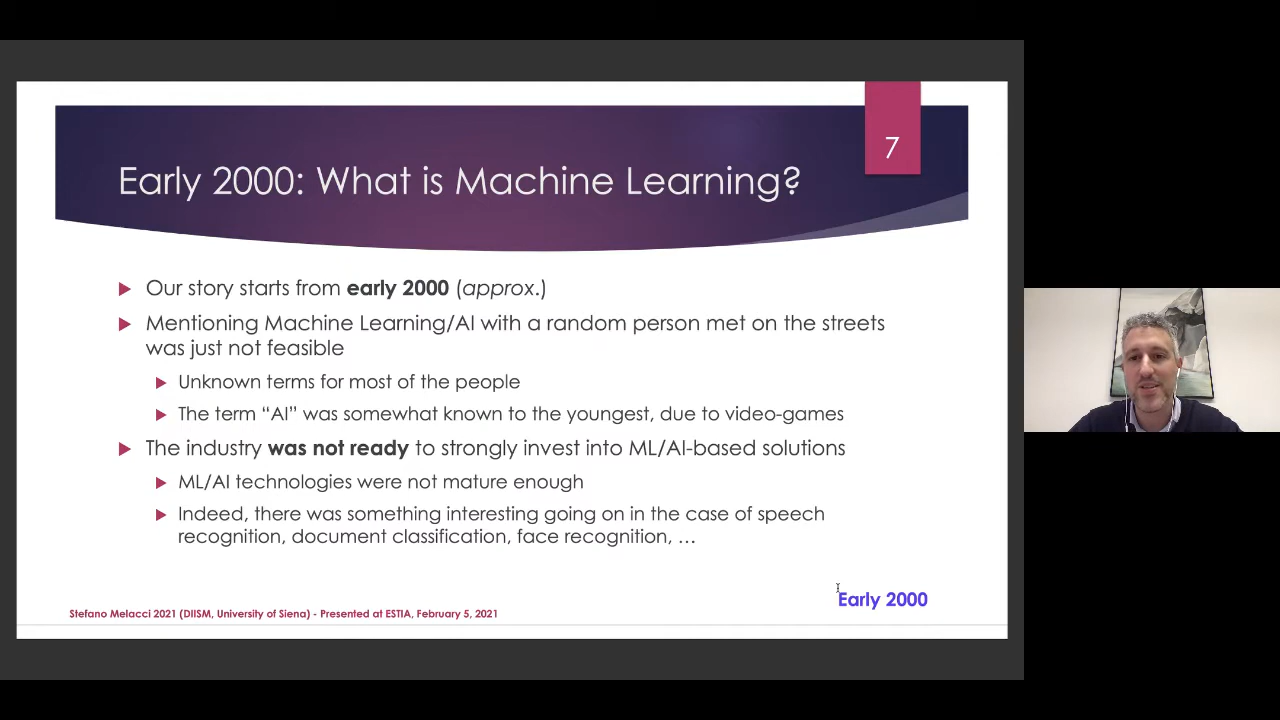 7
Early 2000: What is Machine Learning?
Our story starts from early 2000 (approx.)
Mentioning Machine Learning/AI with a random person met on the streets
was just not feasible
Unknown terms for most of the people
The term “AI” was somewhat known to the youngest, due to video-games
The industry was not ready to strongly invest into ML/AI-based solutions
ML/AI technologies were not mature enough
Indeed, there was something interesting going on in the case of speech
recognition, document classification, face recognition, …
Early 2000
Stefano Melacci 2021 (DIISM, University of Siena) - Presented at ESTIA, February 5, 2021